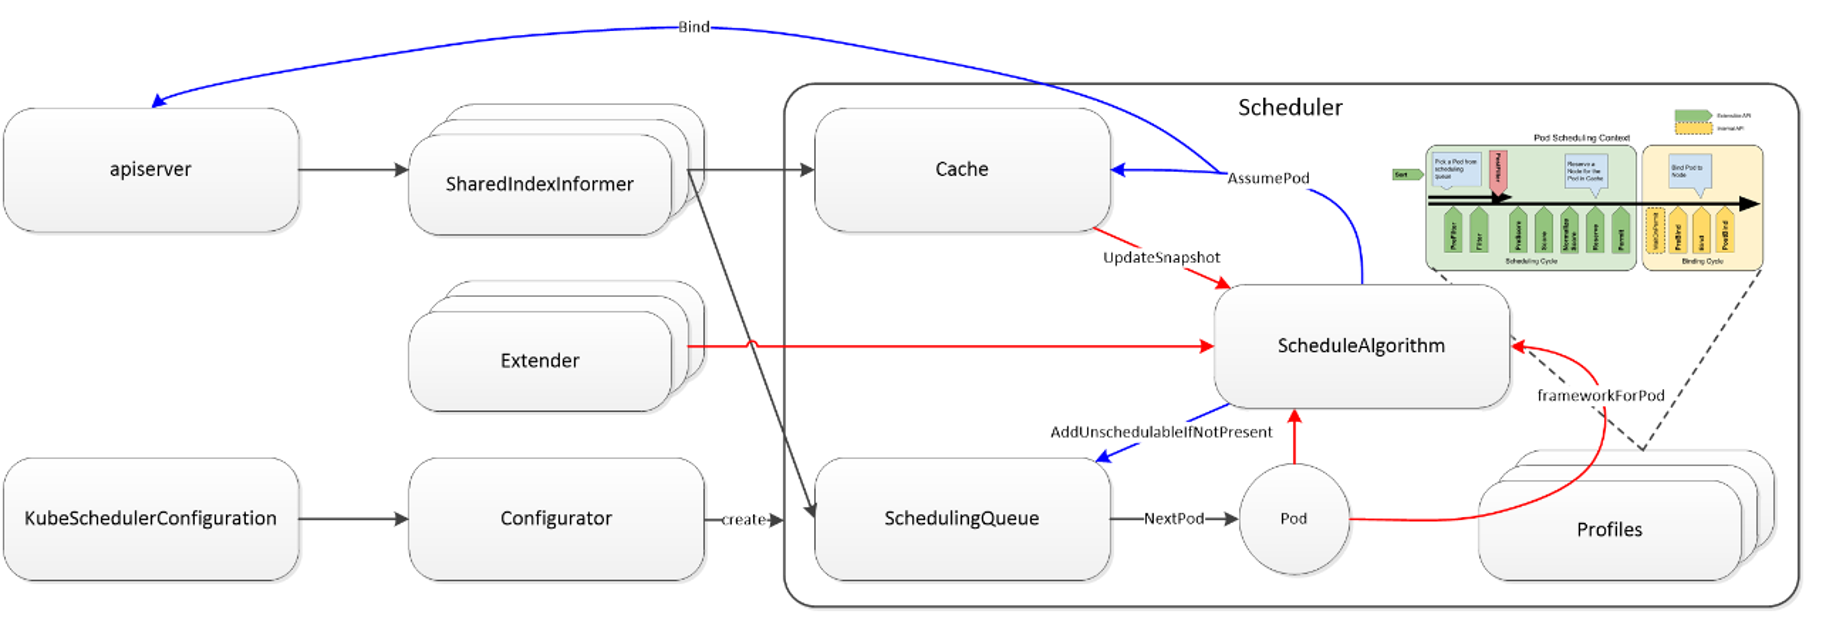 Bind
Scheduler
apiserver
SharedIndexInformer
Cache
AssumePod
UpdateSnapshot
Extender
ScheduleAlgorithm
frameworkForPod
AddUnschedulableIfNotPresent
KubeSchedulerConfiguration
Configurator
create
SchedulingQueue
NextPod
Pod
Profiles
Extensible API
Internal API
Pod Scheduling Context
Sort
Pick a Pod from
scheduling
queue
PostFilter
Reserve a
Node for the
Pod in Cache
Bind Pod to
Node
PreFilter
Filter
PreScore
Score
Normalize
Score
Reserve
Permit
WaitOnPermit
PreBind
Bind
PostBind
Scheduling Cycle
Binding Cycle